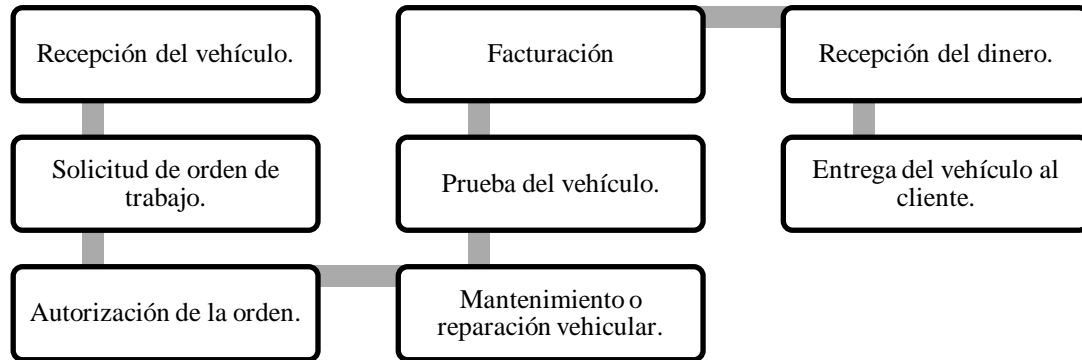 Recepción del vehículo.
Solicitud de orden de
trabajo.
Autorización de la orden.
Mantenimiento o
reparación vehicular.
Prueba del vehículo.
Facturación
Recepción del dinero.
Entrega del vehículo al
cliente.